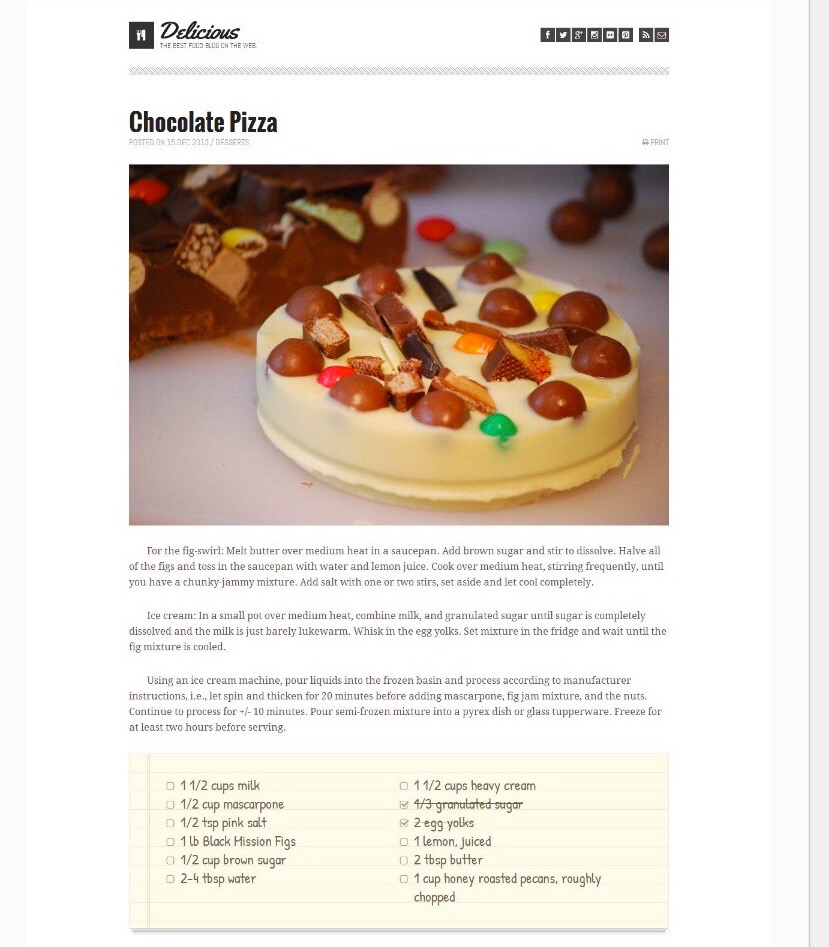 Delicious
THE BEST FOOD BLOG ON THE WEB.
Chocolate Pizza
POSTED ON 15 DEC 2013 / DESSERTS
PRINT
For the fig-swirl: Melt butter over medium heat in a saucepan. Add brown sugar and stir to dissolve. Halve all
of the figs and toss in the saucepan with water and lemon juice. Cook over medium heat, stirring frequently, until
you have a chunky-jammy mixture. Add salt with one or two stirs, set aside and let cool completely.
Ice cream: In a small pot over medium heat, combine milk, and granulated sugar until sugar is completely
dissolved and the milk is just barely lukewarm. Whisk in the egg yolks. Set mixture in the fridge and wait until the
fig mixture is cooled.
Using an ice cream machine, pour liquids into the frozen basin and process according to manufacturer
instructions, i.e., let spin and thicken for 20 minutes before adding mascarpone, fig jam mixture, and the nuts.
Continue to process for +/- 10 minutes. Pour semi-frozen mixture into a pyrex dish or glass tupperware. Freeze for
at least two hours before serving.
1 1/2 cups milk
1/2 cup mascarpone
1/2 tsp pink salt
1 lb Black Mission Figs
1/2 cup brown sugar
2-4 tbsp water
1 1/2 cups heavy cream
1/3 granulated sugar
2 egg yolks
1 lemon, juiced
2 tbsp butter
1 cup honey roasted pecans, roughly
chopped